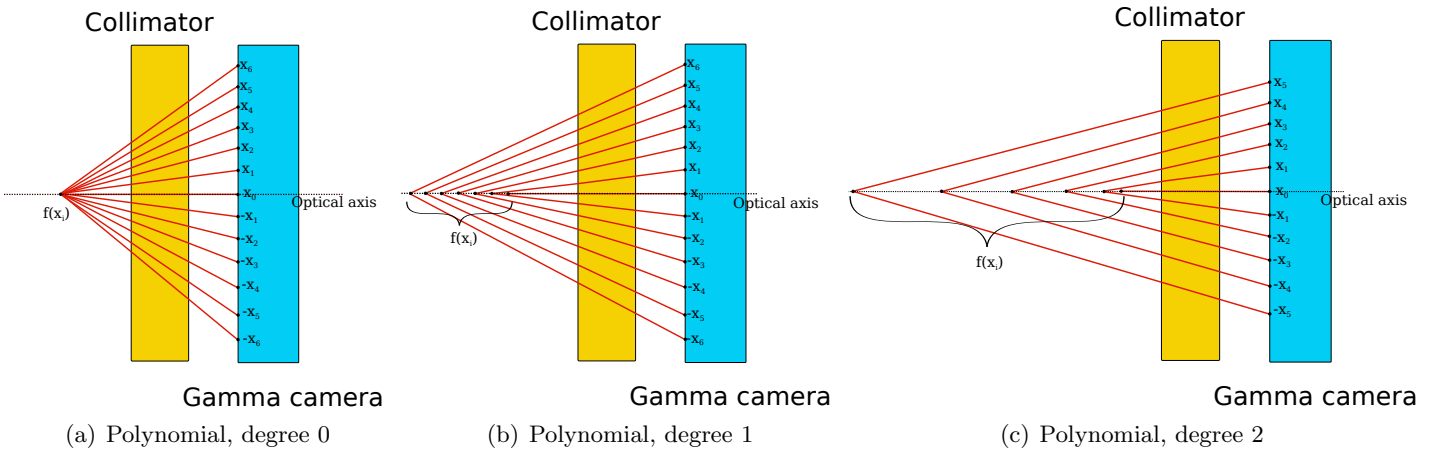 Collimator
x₆
x₅
x₄
x₃
x₂
x₁
x₀
-x₁
-x₂
-x₃
-x₄
-x₅
-x₆
f(xᵢ)
Optical axis
Gamma camera
(a) Polynomial, degree 0
Collimator
x₆
x₅
x₄
x₃
x₂
x₁
x₀
-x₁
-x₂
-x₃
-x₄
-x₅
-x₆
f(xᵢ)
Optical axis
Gamma camera
(b) Polynomial, degree 1
Collimator
x₅
x₄
x₃
x₂
x₁
x₀
-x₁
-x₂
-x₃
-x₄
-x₅
f(xᵢ)
Optical axis
Gamma camera
(c) Polynomial, degree 2